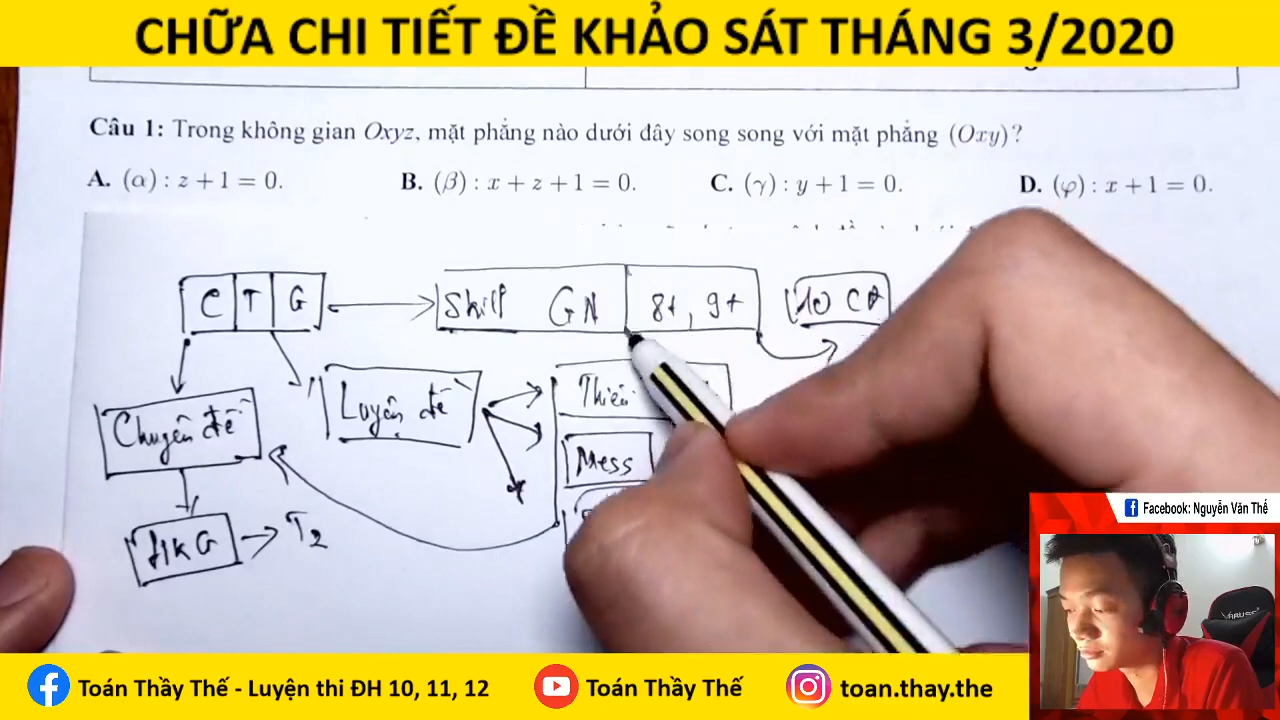 CHỮA CHI TIẾT ĐỀ KHẢO SÁT THÁNG 3/2020
Câu 1: Trong không gian Oxyz, mặt phẳng nào dưới đây song song với mặt phẳng (Oxy)?
A. (α) : z + 1 = 0. B. (β) : x + z + 1 = 0. C. (γ) : y + 1 = 0. D. (φ) : x + 1 = 0.
C T G Skill GN 8+, 9+ 10 CĐ
Chuyên đề Luyện đề Thiếu
Mess
HKG T2
Facebook: Nguyễn Văn Thế
VARUSS
Toán Thầy Thế - Luyện thi ĐH 10, 11, 12 Toán Thầy Thế toan.thay.the